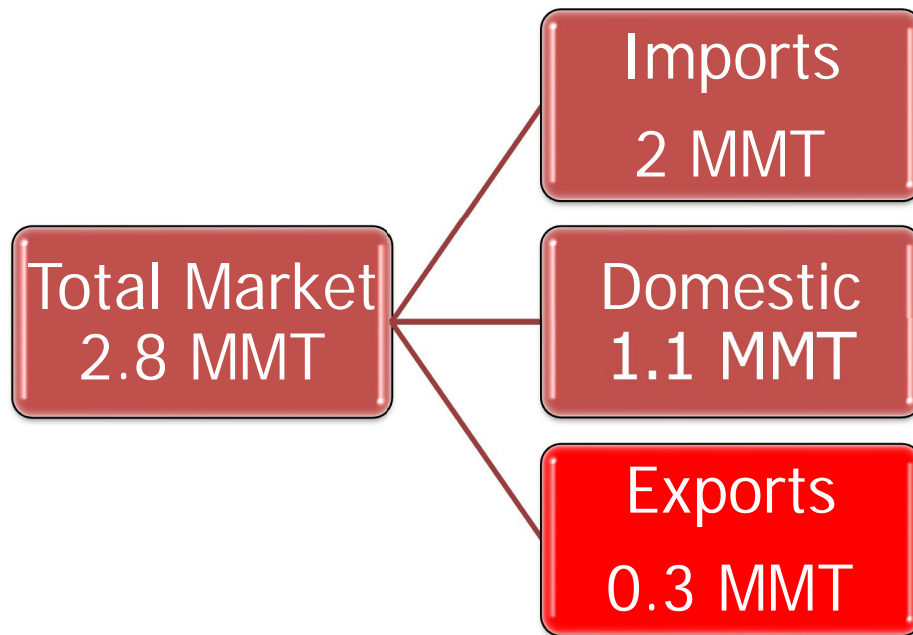 Total Market
2.8 MMT
Imports
2 MMT
Domestic
1.1 MMT
Exports
0.3 MMT